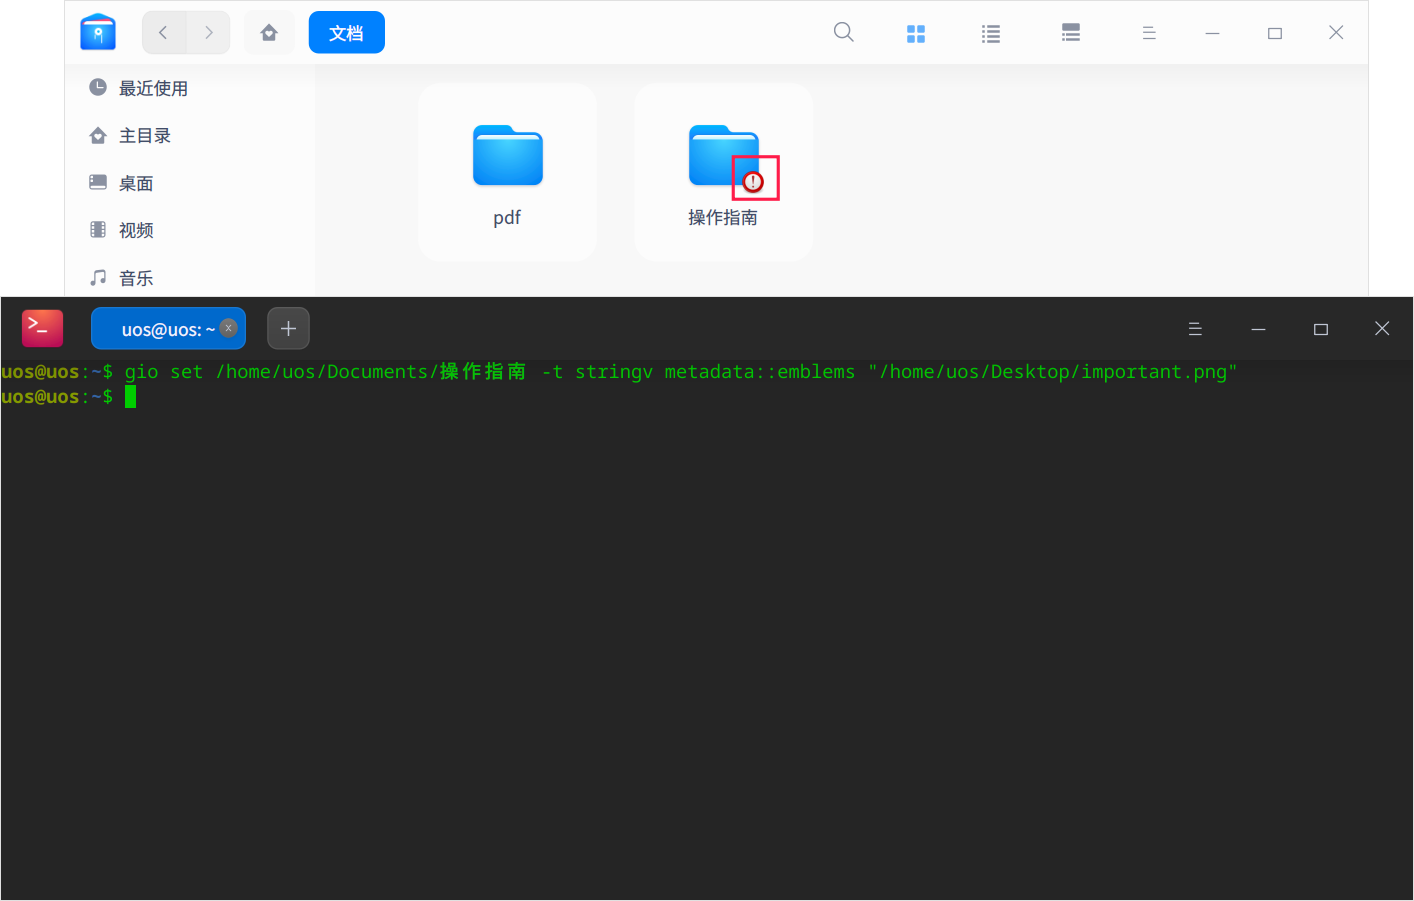 文档
最近使用
主目录
桌面
视频
音乐
pdf
操作指南
uos@uos: ~
uos@uos:~$ gio set /home/uos/Documents/操作指南 -t stringv metadata::emblems "/home/uos/Desktop/important.png"
uos@uos:~$